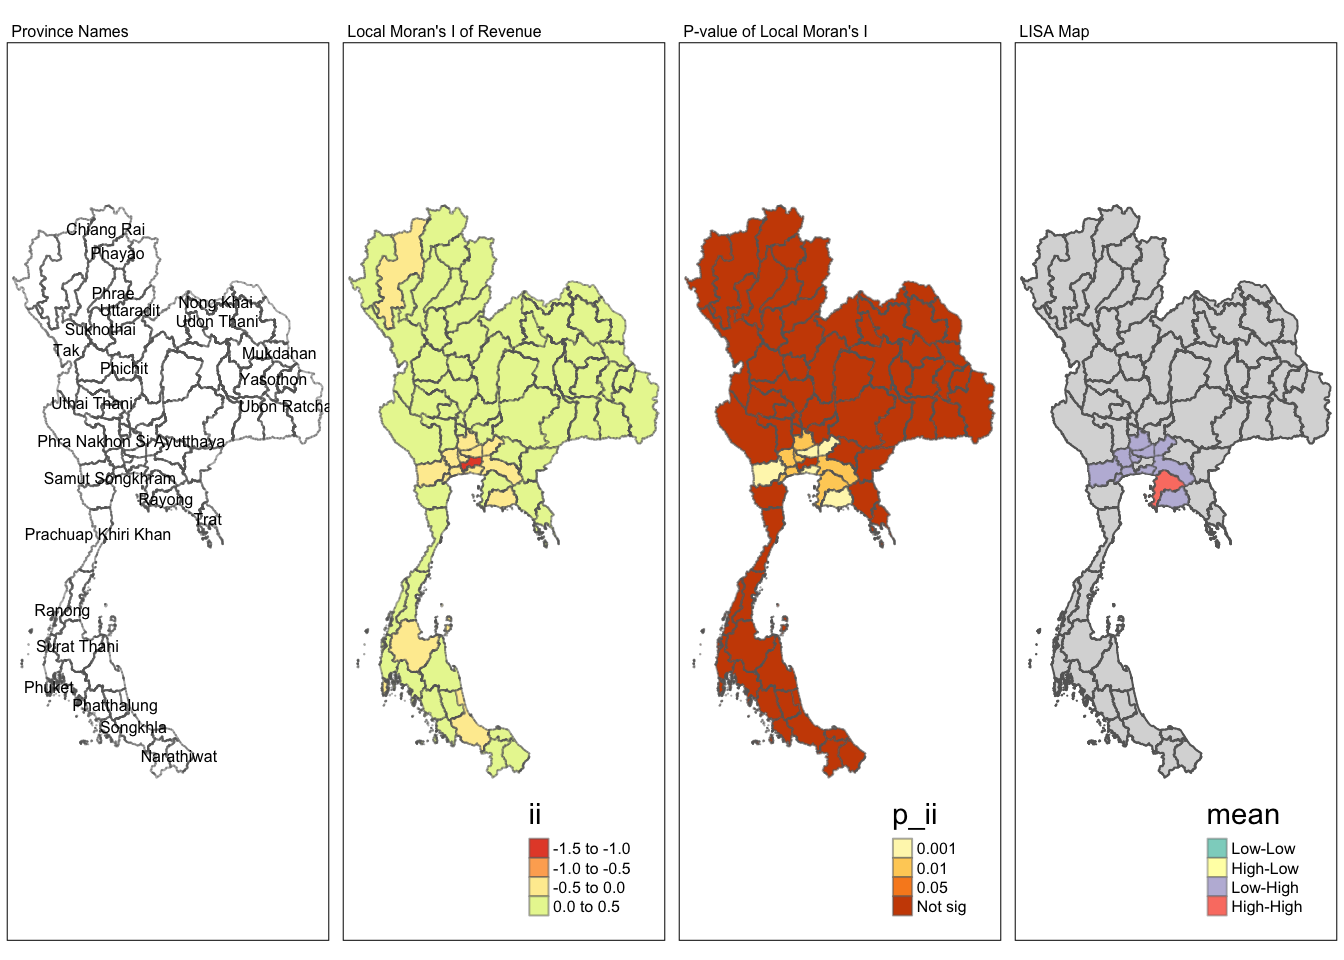 Province Names
Chiang Rai
Phayao
Phrae
Uttaradit
Nong Khai
Sukhothai
Udon Thani
Tak
Mukdahan
Phichit
Yasothon
Uthai Thani
Ubon Ratcha
Phra Nakhon Si Ayutthaya
Samut Songkhram
Rayong
Trat
Prachuap Khiri Khan
Ranong
Surat Thani
Phuket
Phatthalung
Songkhla
Narathiwat
Local Moran's I of Revenue
ii
-1.5 to -1.0
-1.0 to -0.5
-0.5 to 0.0
0.0 to 0.5
P-value of Local Moran's I
p_ii
0.001
0.01
0.05
Not sig
LISA Map
mean
Low-Low
High-Low
Low-High
High-High